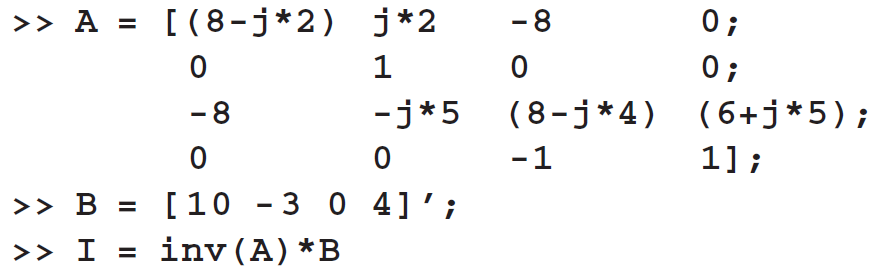 >> A = [(8-j*2) j*2 -8 0;
0 1 0 0;
-8 -j*5 (8-j*4) (6+j*5);
0 0 -1 1];
>> B = [10 -3 0 4]’;
>> I = inv(A)*B